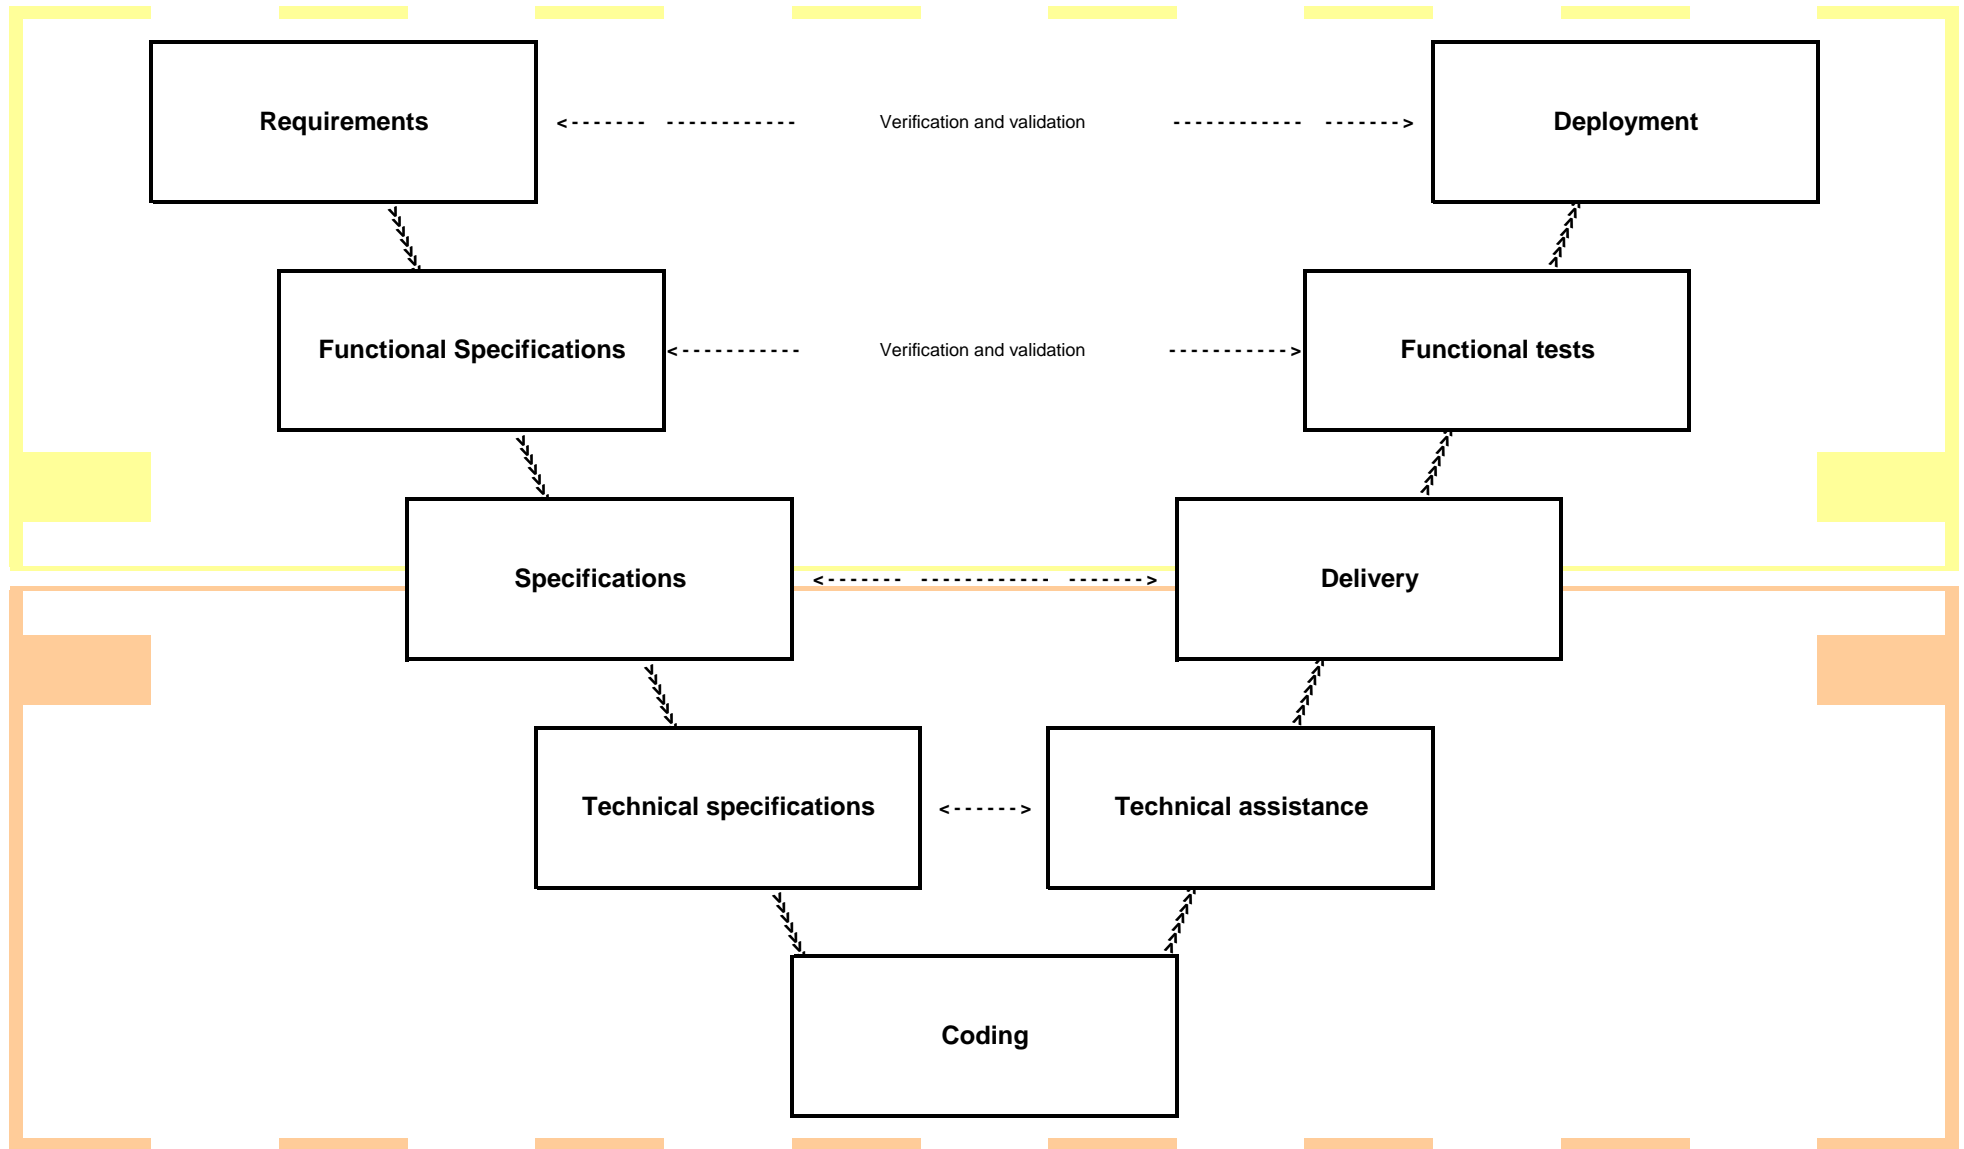 Requirements
Verification and validation
Deployment
Functional Specifications
Verification and validation
Functional tests
Specifications
Delivery
Technical specifications
Technical assistance
Coding